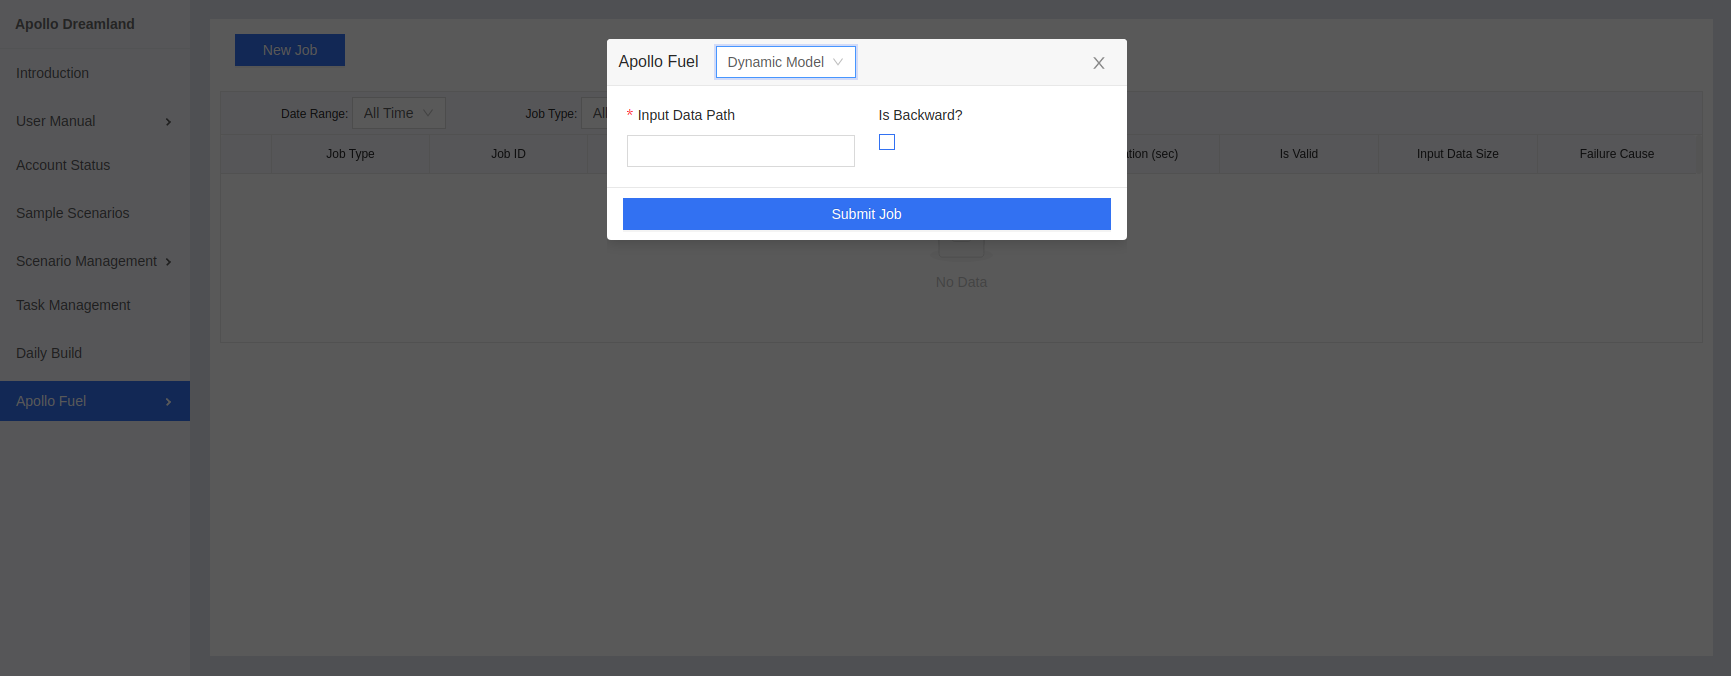 Apollo Dreamland
Introduction
User Manual
Account Status
Sample Scenarios
Scenario Management
Task Management
Daily Build
Apollo Fuel
New Job
Apollo Fuel
Dynamic Model
* Input Data Path
Is Backward?
Submit Job
Date Range: All Time
Job Type: All
Job Type
Job ID
(sec)
Is Valid
Input Data Size
Failure Cause
No Data